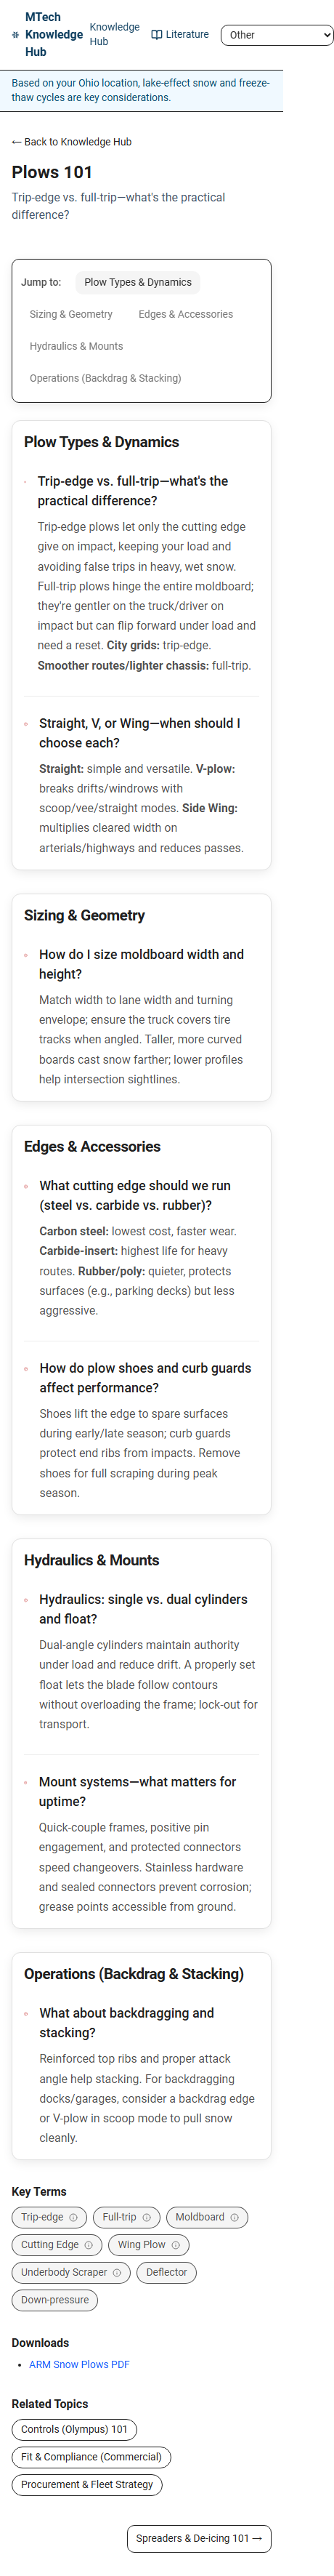 MTech
Knowledge
Hub
Knowledge
Hub
Literature
Other
Based on your Ohio location, lake-effect snow and freeze-
thaw cycles are key considerations.
← Back to Knowledge Hub
Plows 101
Trip-edge vs. full-trip—what's the practical
difference?
Jump to:
Plow Types & Dynamics
Sizing & Geometry
Edges & Accessories
Hydraulics & Mounts
Operations (Backdrag & Stacking)
Plow Types & Dynamics
Trip-edge vs. full-trip—what's the
practical difference?
Trip-edge plows let only the cutting edge
give on impact, keeping your load and
avoiding false trips in heavy, wet snow.
Full-trip plows hinge the entire moldboard;
they're gentler on the truck/driver on
impact but can flip forward under load and
need a reset. City grids: trip-edge.
Smoother routes/lighter chassis: full-trip.
Straight, V, or Wing—when should I
choose each?
Straight: simple and versatile. V-plow:
breaks drifts/windrows with
scoop/vee/straight modes. Side Wing:
multiplies cleared width on
arterials/highways and reduces passes.
Sizing & Geometry
How do I size moldboard width and
height?
Match width to lane width and turning
envelope; ensure the truck covers tire
tracks when angled. Taller, more curved
boards cast snow farther; lower profiles
help intersection sightlines.
Edges & Accessories
What cutting edge should we run
(steel vs. carbide vs. rubber)?
Carbon steel: lowest cost, faster wear.
Carbide-insert: highest life for heavy
routes. Rubber/poly: quieter, protects
surfaces (e.g., parking decks) but less
aggressive.
How do plow shoes and curb guards
affect performance?
Shoes lift the edge to spare surfaces
during early/late season; curb guards
protect end ribs from impacts. Remove
shoes for full scraping during peak
season.
Hydraulics & Mounts
Hydraulics: single vs. dual cylinders
and float?
Dual-angle cylinders maintain authority
under load and reduce drift. A properly set
float lets the blade follow contours
without overloading the frame; lock-out for
transport.
Mount systems—what matters for
uptime?
Quick-couple frames, positive pin
engagement, and protected connectors
speed changeovers. Stainless hardware
and sealed connectors prevent corrosion;
grease points accessible from ground.
Operations (Backdrag & Stacking)
What about backdragging and
stacking?
Reinforced top ribs and proper attack
angle help stacking. For backdragging
docks/garages, consider a backdrag edge
or V-plow in scoop mode to pull snow
cleanly.
Key Terms
Trip-edge
Full-trip
Moldboard
Cutting Edge
Wing Plow
Underbody Scraper
Deflector
Down-pressure
Downloads
ARM Snow Plows PDF
Related Topics
Controls (Olympus) 101
Fit & Compliance (Commercial)
Procurement & Fleet Strategy
Spreaders & De-icing 101 →